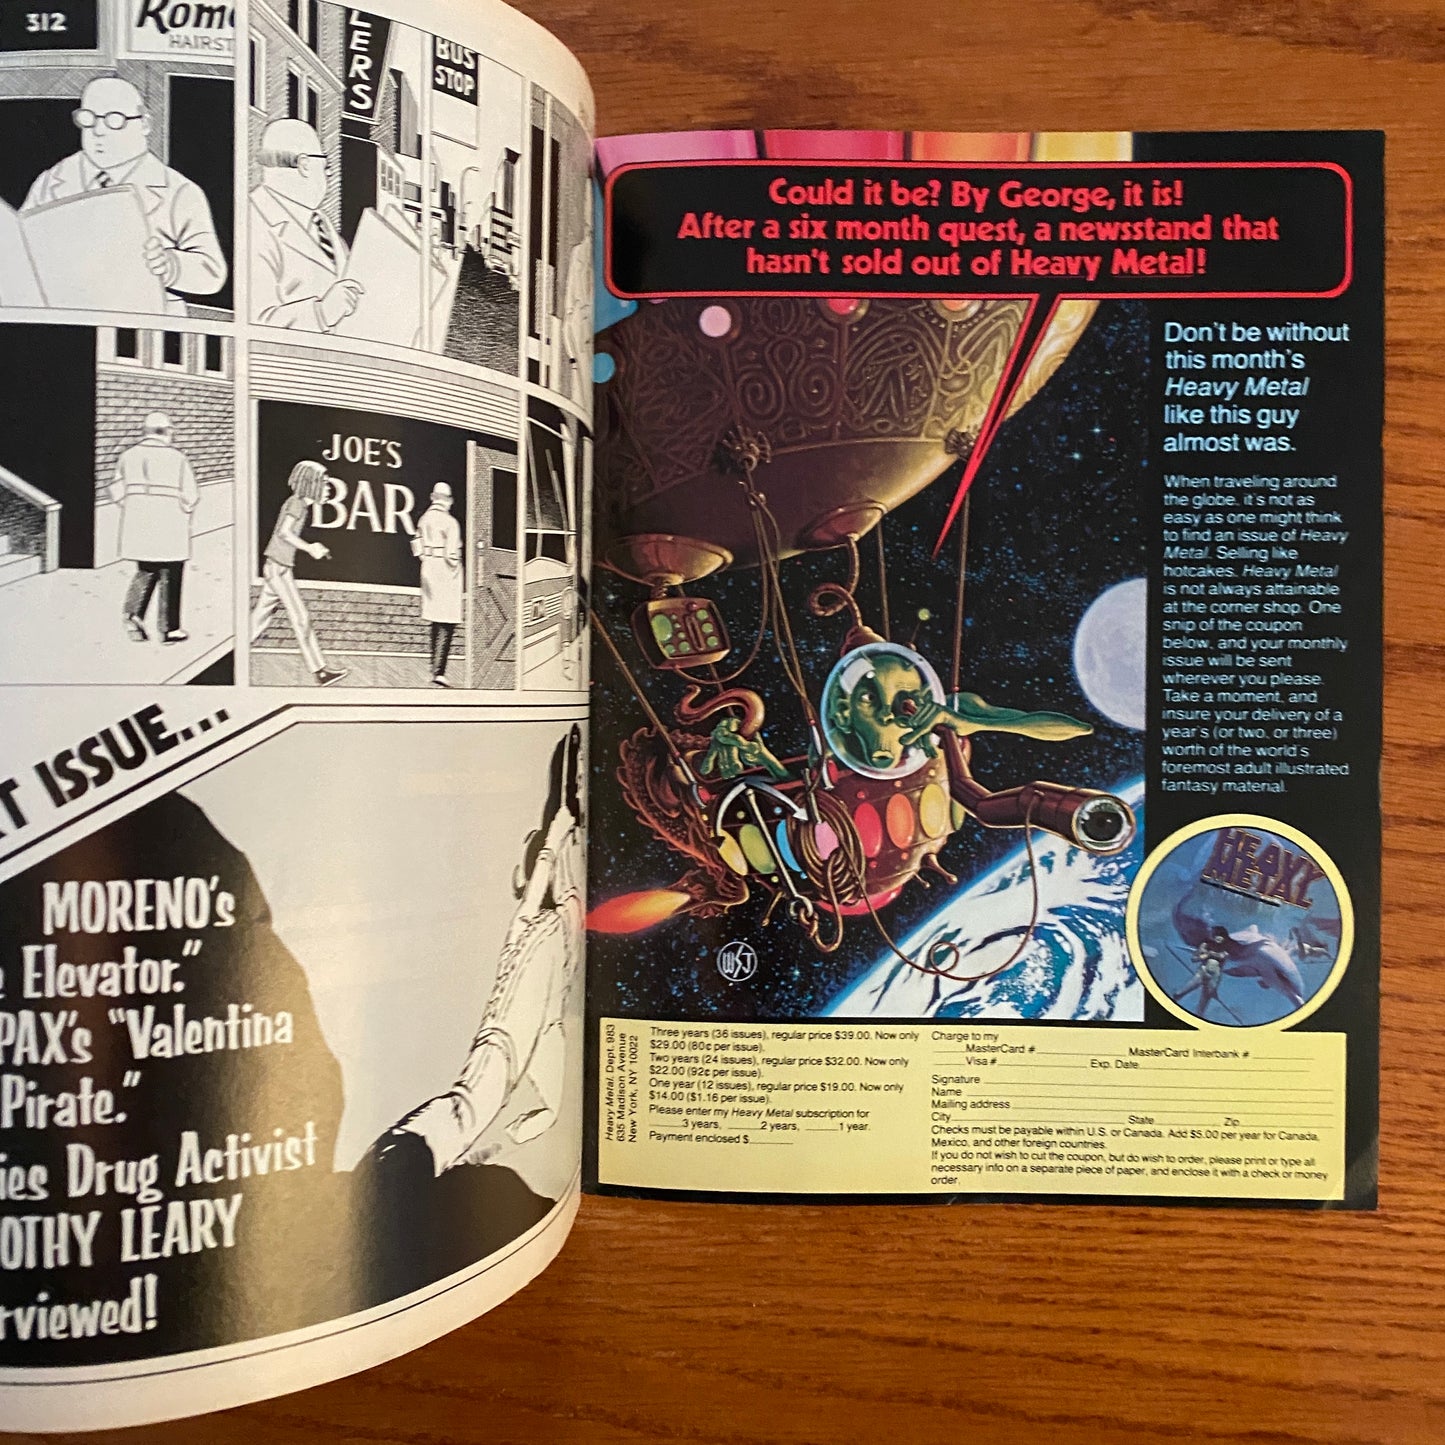 312
HAIRST
LERS
BUS
STOP
JOE'S
BAR
ISSUE...
MORENO's
Elevator."
PAX's "Valentina
Pirate."
Drug Activist
LEARY
Could it be? By George, it is!
After a six month quest, a newsstand that
hasn't sold out of Heavy Metal!
Don't be without
this month's
Heavy Metal
like this guy
almost was.
When traveling around
the globe, it's not as
easy as one might think
to find an issue of Heavy
Metal. Selling like
hotcakes, Heavy Metal
is not always attainable
at the corner shop. One
snip of the coupon
below, and your monthly
issue will be sent
wherever you please.
Take a moment, and
insure your delivery of a
year's (or two, or three)
worth of the world's
foremost adult illustrated
fantasy material.
HEAVY
METAL
WSJ
Heavy Metal, Dept. 983
635 Madison Avenue
New York, NY 10022
Three years (36 issues), regular price $39.00. Now only
$29.00 (80¢ per issue).
Two years (24 issues), regular price $32.00. Now only
$22.00 (92¢ per issue).
One year (12 issues), regular price $19.00. Now only
$14.00 ($1.16 per issue).
Please enter my Heavy Metal subscription for
3 years, 2 years, 1 year.
Payment enclosed $
Charge to my
MasterCard # MasterCard Interbank #
Visa # Exp. Date
Signature
Name
Mailing address
City State Zip
Checks must be payable within U.S. or Canada. Add $5.00 per year for Canada,
Mexico, and other foreign countries.
If you do not wish to cut the coupon, but do wish to order, please print or type all
necessary info on a separate piece of paper, and enclose it with a check or money
order.